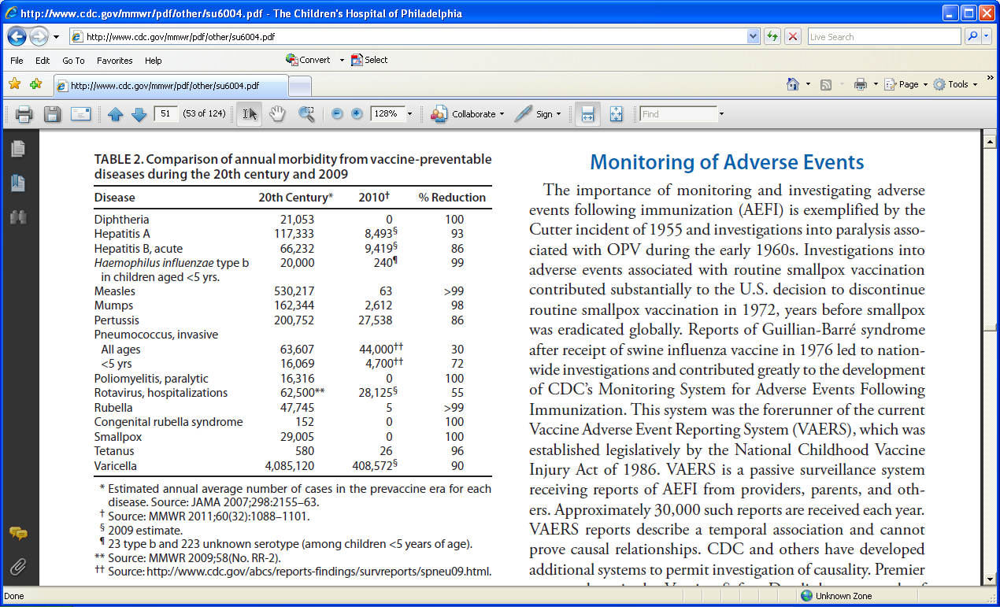 http://www.cdc.gov/mmwr/pdf/other/su6004.pdf - The Children's Hospital of Philadelphia
http://www.cdc.gov/mmwr/pdf/other/su6004.pdf
Live Search
File Edit Go To Favorites Help Convert Select
http://www.cdc.gov/mmwr/pdf/other/su6004.pdf
Page Tools »
51 (53 of 124) 128% Collaborate Sign Find
TABLE 2. Comparison of annual morbidity from vaccine-preventable
diseases during the 20th century and 2009
Disease 20th Century* 2010† % Reduction
Diphtheria 21,053 0 100
Hepatitis A 117,333 8,493§ 93
Hepatitis B, acute 66,232 9,419§ 86
Haemophilus influenzae type b 20,000 240¶ 99
in children aged <5 yrs.
Measles 530,217 63 >99
Mumps 162,344 2,612 98
Pertussis 200,752 27,538 86
Pneumococcus, invasive
All ages 63,607 44,000†† 30
<5 yrs 16,069 4,700†† 72
Poliomyelitis, paralytic 16,316 0 100
Rotavirus, hospitalizations 62,500** 28,125§ 55
Rubella 47,745 5 >99
Congenital rubella syndrome 152 0 100
Smallpox 29,005 0 100
Tetanus 580 26 96
Varicella 4,085,120 408,572§ 90
* Estimated annual average number of cases in the prevaccine era for each
disease. Source: JAMA 2007;298:2155–63.
† Source: MMWR 2011;60(32):1088–1101.
§ 2009 estimate.
¶ 23 type b and 223 unknown serotype (among children <5 years of age).
** Source: MMWR 2009;58(No. RR-2).
†† Source: http://www.cdc.gov/abcs/reports-findings/survreports/spneu09.html.
Monitoring of Adverse Events
The importance of monitoring and investigating adverse
events following immunization (AEFI) is exemplified by the
Cutter incident of 1955 and investigations into paralysis asso-
ciated with OPV during the early 1960s. Investigations into
adverse events associated with routine smallpox vaccination
contributed substantially to the U.S. decision to discontinue
routine smallpox vaccination in 1972, years before smallpox
was eradicated globally. Reports of Guillian-Barré syndrome
after receipt of swine influenza vaccine in 1976 led to nation-
wide investigations and contributed greatly to the development
of CDC's Monitoring System for Adverse Events Following
Immunization. This system was the forerunner of the current
Vaccine Adverse Event Reporting System (VAERS), which was
established legislatively by the National Childhood Vaccine
Injury Act of 1986. VAERS is a passive surveillance system
receiving reports of AEFI from providers, parents, and oth-
ers. Approximately 30,000 such reports are received each year.
VAERS reports describe a temporal association and cannot
prove causal relationships. CDC and others have developed
additional systems to permit investigation of causality. Premier
Done Unknown Zone